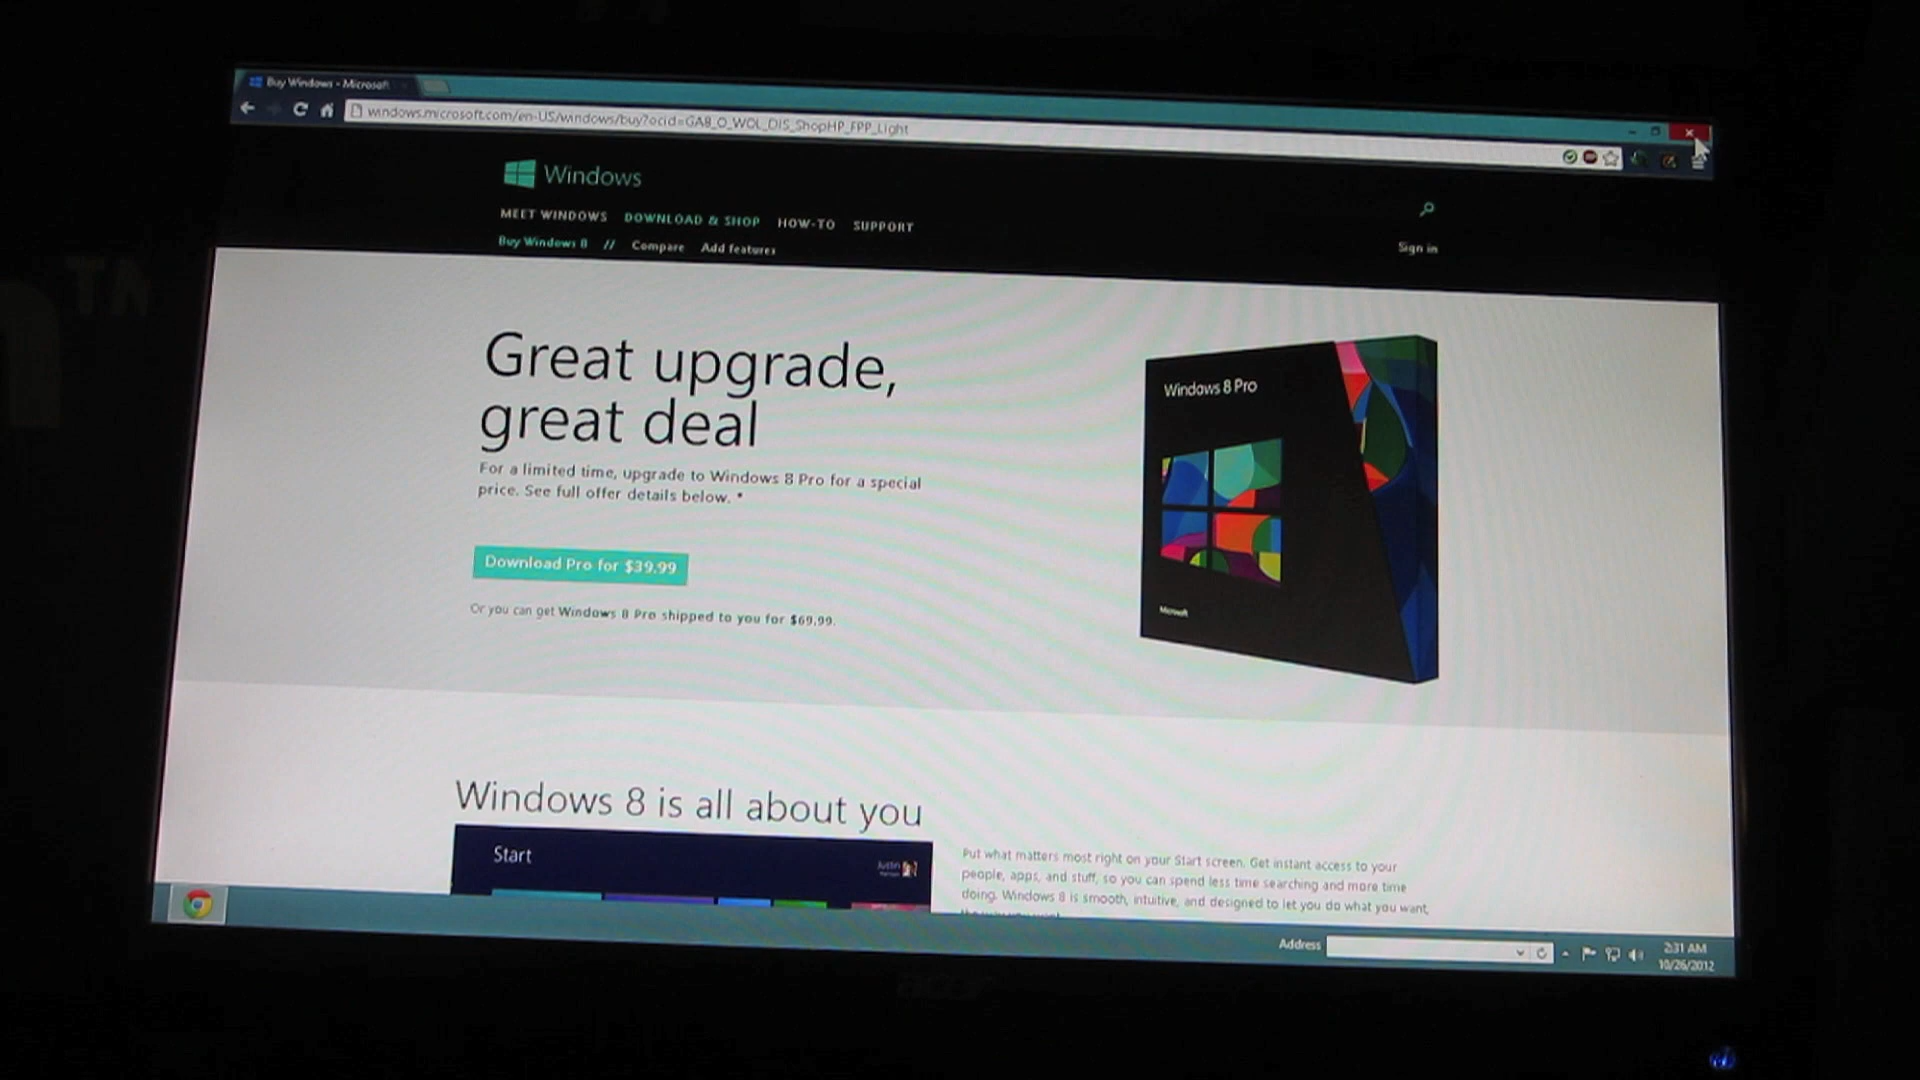 Buy Windows - Microsoft
windows.microsoft.com/en-US/windows/buy?ocid=GA8_O_WOL_DIS_ShopHP_FPP_Light
Windows
MEET WINDOWS DOWNLOAD & SHOP HOW-TO SUPPORT
Sign in
Buy Windows 8 // Compare Add features
Great upgrade,
great deal
For a limited time, upgrade to Windows 8 Pro for a special
price. See full offer details below. *
Download Pro for $39.99
Or you can get Windows 8 Pro shipped to you for $69.99.
Windows 8 Pro
Microsoft
Windows 8 is all about you
Start
Justin
Put what matters most right on your Start screen. Get instant access to your
people, apps, and stuff, so you can spend less time searching and more time
doing. Windows 8 is smooth, intuitive, and designed to let you do what you want,
Address
2:31 AM
10/26/2012
acer
TM